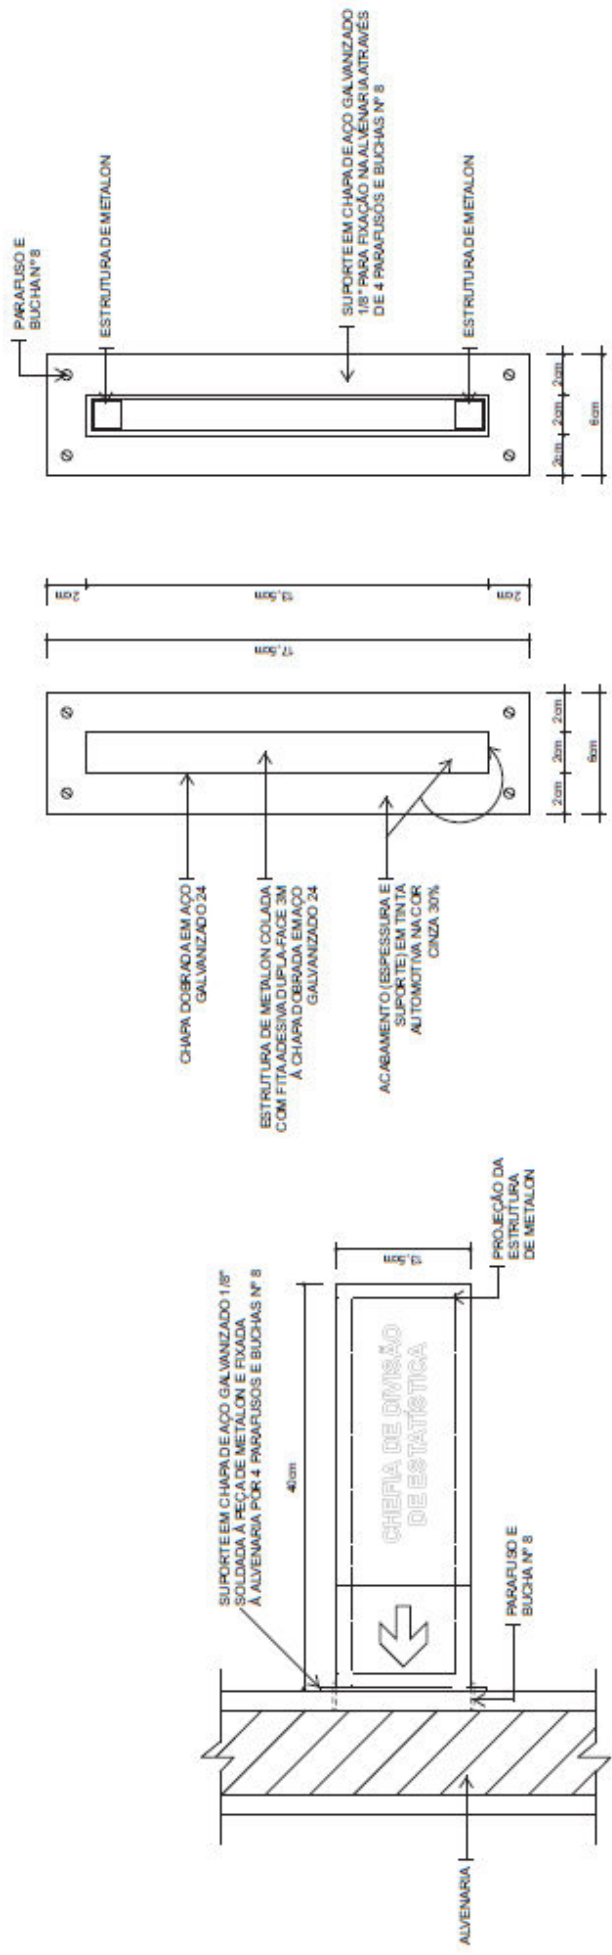 SUPORTE EM CHAPA DE AÇO GALVANIZADO 1/8"
SOLDADA À PEÇA DE METALON E FIXADA
À ALVENARIA POR 4 PARAFUSOS E BUCHAS Nº 8
40cm
13,5cm
CHEFIA DE DIVISÃO
DE ESTATÍSTICA
ALVENARIA
PARAFUSO E
BUCHA Nº 8
PROJEÇÃO DA
ESTRUTURA
DE METALON
CHAPA DOBRADA EM AÇO
GALVANIZADO 24
ESTRUTURA DE METALON COLADA
COM FITA ADESIVA DUPLA-FACE 3M
À CHAPA DOBRADA EM AÇO
GALVANIZADO 24
ACABAMENTO (ESPESSURA E
SUPORTE) EM TINTA
AUTOMOTIVA NA COR
CINZA 30%
2cm
2cm
2cm
6cm
17,5cm
2cm
13,5cm
2cm
PARAFUSO E
BUCHA Nº 8
ESTRUTURA DE METALON
SUPORTE EM CHAPA DE AÇO GALVANIZADO
1/8" PARA FIXAÇÃO NA ALVENARIA ATRAVÉS
DE 4 PARAFUSOS E BUCHAS Nº 8
ESTRUTURA DE METALON
2cm
2cm
2cm
6cm